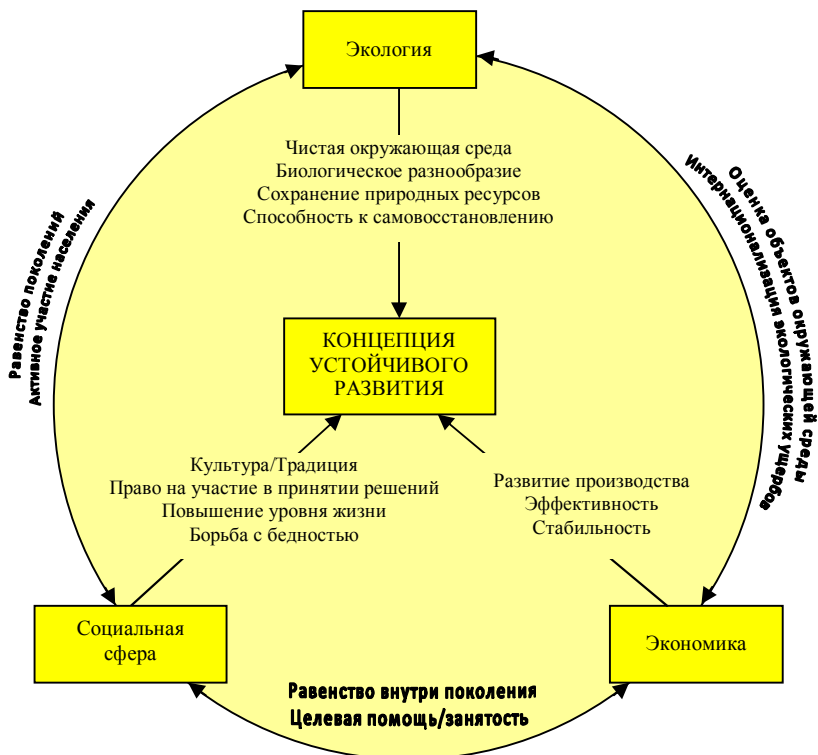 Экология
Чистая окружающая среда
Биологическое разнообразие
Сохранение природных ресурсов
Способность к самовосстановлению
Равенство поколений
Активное участие населения
Оценка объектов окружающей среды
Интернационализация экологических ущербов
КОНЦЕПЦИЯ
УСТОЙЧИВОГО
РАЗВИТИЯ
Культура/Традиция
Право на участие в принятии решений
Повышение уровня жизни
Борьба с бедностью
Развитие производства
Эффективность
Стабильность
Социальная
сфера
Экономика
Равенство внутри поколения
Целевая помощь/занятость